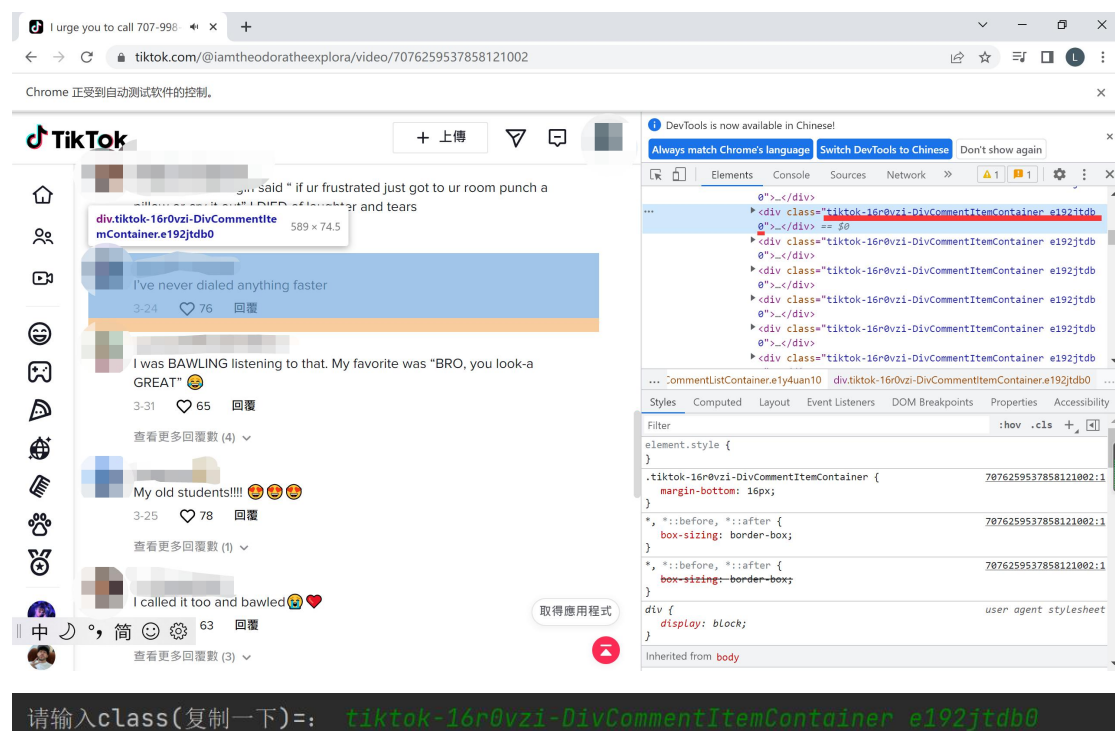 I urge you to call 707-998-
tiktok.com/@iamtheodoratheexplora/video/7076259537858121002
L
Chrome 正受到自动测试软件的控制。
TikTok
上傳
said “ if ur frustrated just got to ur room punch a
pillow or cry it out” I DIED of laughter and tears
div.tiktok-16r0vzi-DivCommentIte
mContainer.e192jtdb0
589 × 74.5
I've never dialed anything faster
3-24 76 回覆
I was BAWLING listening to that. My favorite was “BRO, you look-a
GREAT” 😂
3-31 65 回覆
查看更多回覆數 (4)
My old students!!!! 😍😍😍
3-25 78 回覆
查看更多回覆數 (1)
I called it too and bawled😭❤️
63 回覆
查看更多回覆數 (3)
取得應用程式
中 °, 简
DevTools is now available in Chinese!
Always match Chrome's language Switch DevTools to Chinese Don't show again
Elements Console Sources Network » 1 1
0">…</div>
<div class="tiktok-16r0vzi-DivCommentItemContainer e192jtdb
0">…</div> == $0
<div class="tiktok-16r0vzi-DivCommentItemContainer e192jtdb
0">…</div>
<div class="tiktok-16r0vzi-DivCommentItemContainer e192jtdb
0">…</div>
<div class="tiktok-16r0vzi-DivCommentItemContainer e192jtdb
0">…</div>
<div class="tiktok-16r0vzi-DivCommentItemContainer e192jtdb
0">…</div>
<div class="tiktok-16r0vzi-DivCommentItemContainer e192jtdb
... CommentListContainer.e1y4uan10 div.tiktok-16r0vzi-DivCommentItemContainer.e192jtdb0 ...
Styles Computed Layout Event Listeners DOM Breakpoints Properties Accessibility
Filter :hov .cls +
element.style {
}
.tiktok-16r0vzi-DivCommentItemContainer { 7076259537858121002:1
margin-bottom: 16px;
}
*, *::before, *::after { 7076259537858121002:1
box-sizing: border-box;
}
*, *::before, *::after { 7076259537858121002:1
box-sizing: border-box;
}
div { user agent stylesheet
display: block;
}
Inherited from body
请输入class(复制一下)=: tiktok-16r0vzi-DivCommentItemContainer e192jtdb0